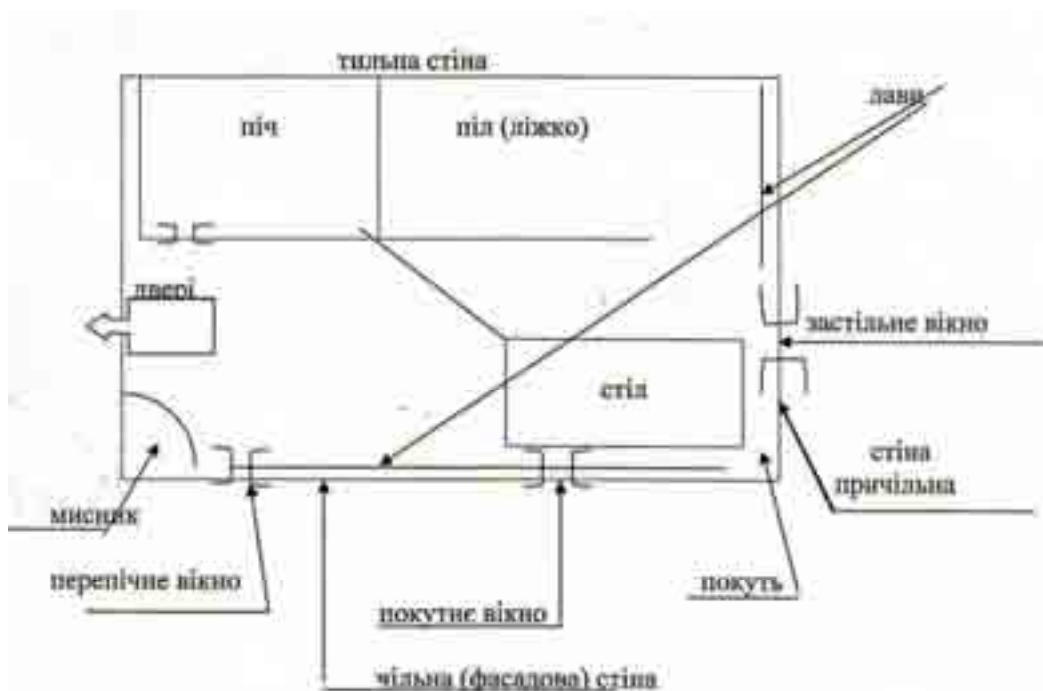 тильна стіна
лави
піч
піл (ліжко)
двері
застільне вікно
стіл
стіна
причільна
мисник
перепічне вікно
покутнє вікно
покуть
чільна (фасадова) стіна